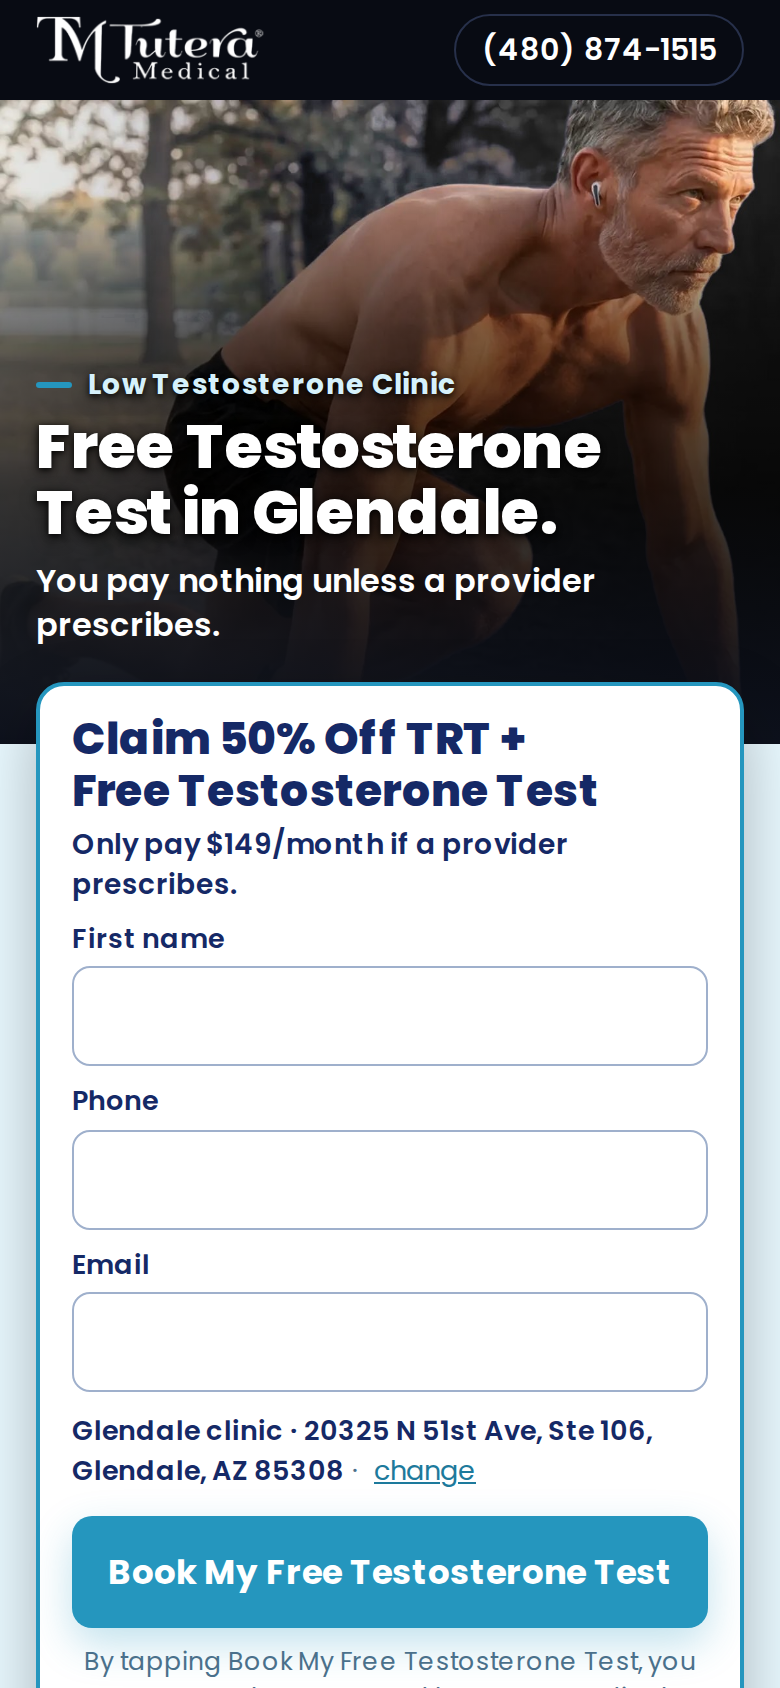 TM Tutera®
Medical
(480) 874-1515
Low Testosterone Clinic
Free Testosterone
Test in Glendale.
You pay nothing unless a provider
prescribes.
Claim 50% Off TRT +
Free Testosterone Test
Only pay $149/month if a provider
prescribes.
First name
Phone
Email
Glendale clinic · 20325 N 51st Ave, Ste 106,
Glendale, AZ 85308 · change
Book My Free Testosterone Test
By tapping Book My Free Testosterone Test, you